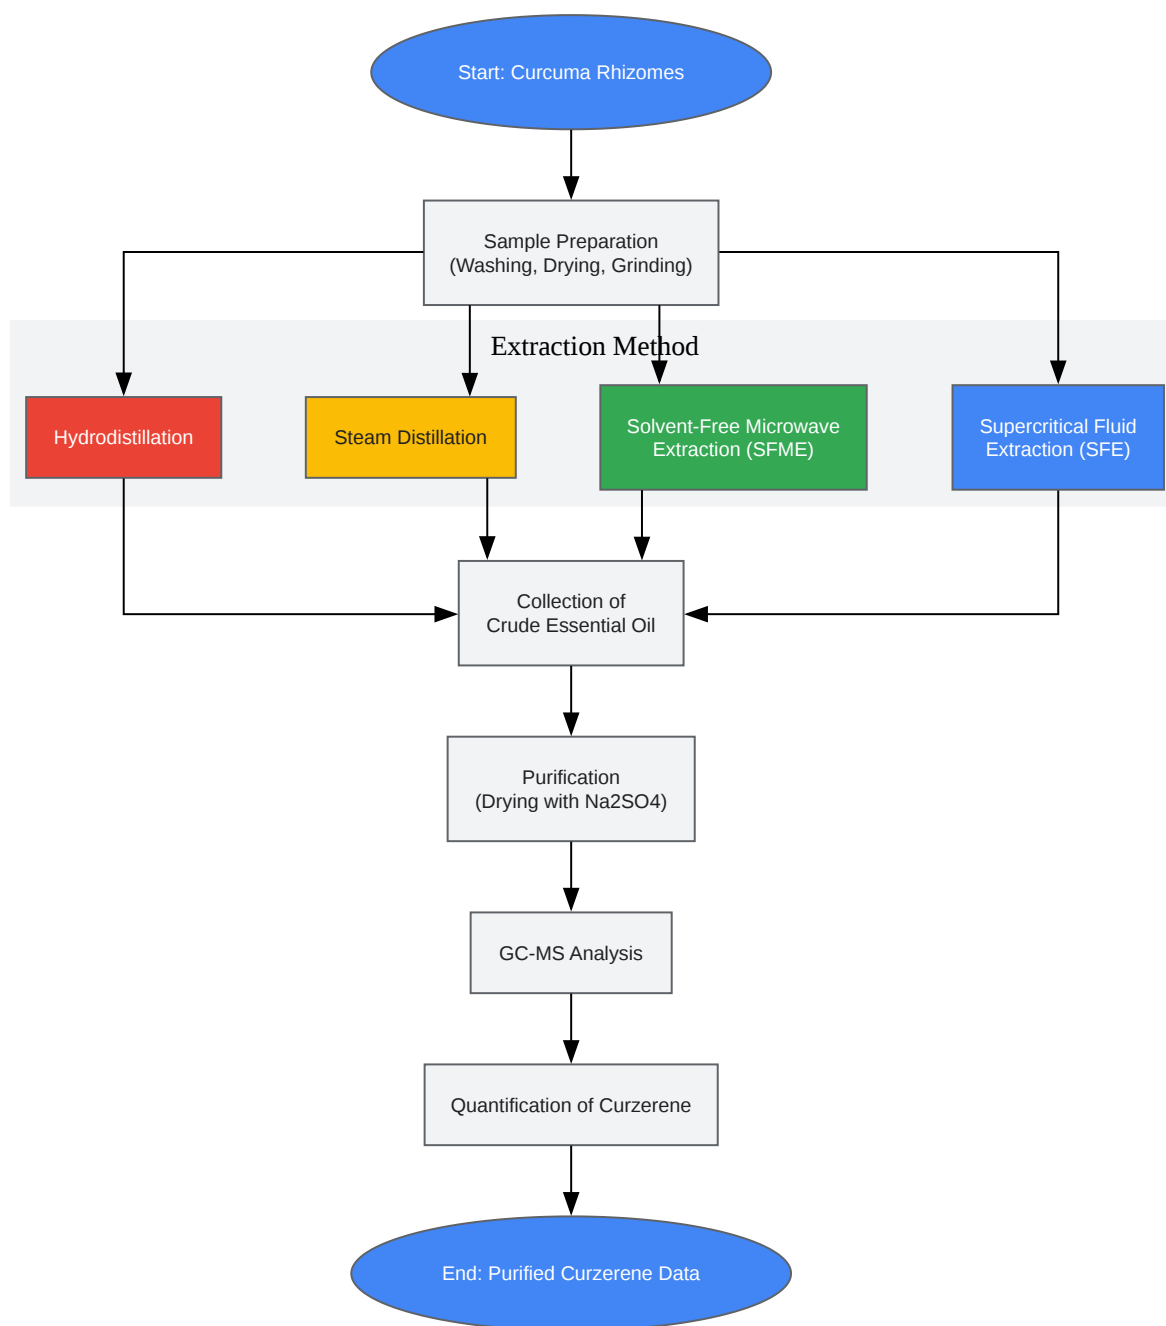 Start: Curcuma Rhizomes
Sample Preparation
(Washing, Drying, Grinding)
Extraction Method
Hydrodistillation
Steam Distillation
Solvent-Free Microwave
Extraction (SFME)
Supercritical Fluid
Extraction (SFE)
Collection of
Crude Essential Oil
Purification
(Drying with Na2SO4)
GC-MS Analysis
Quantification of Curzerene
End: Purified Curzerene Data